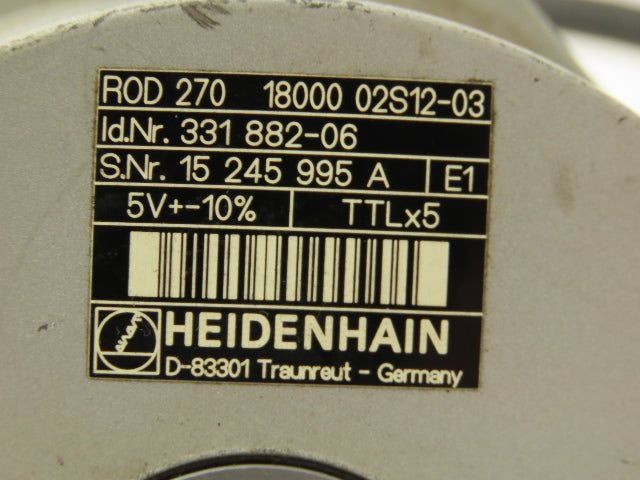 ROD 270 18000 02S12-03
Id.Nr. 331 882-06
S.Nr. 15 245 995 A E1
5V+-10% TTLx5
HEIDENHAIN
D-83301 Traunreut - Germany